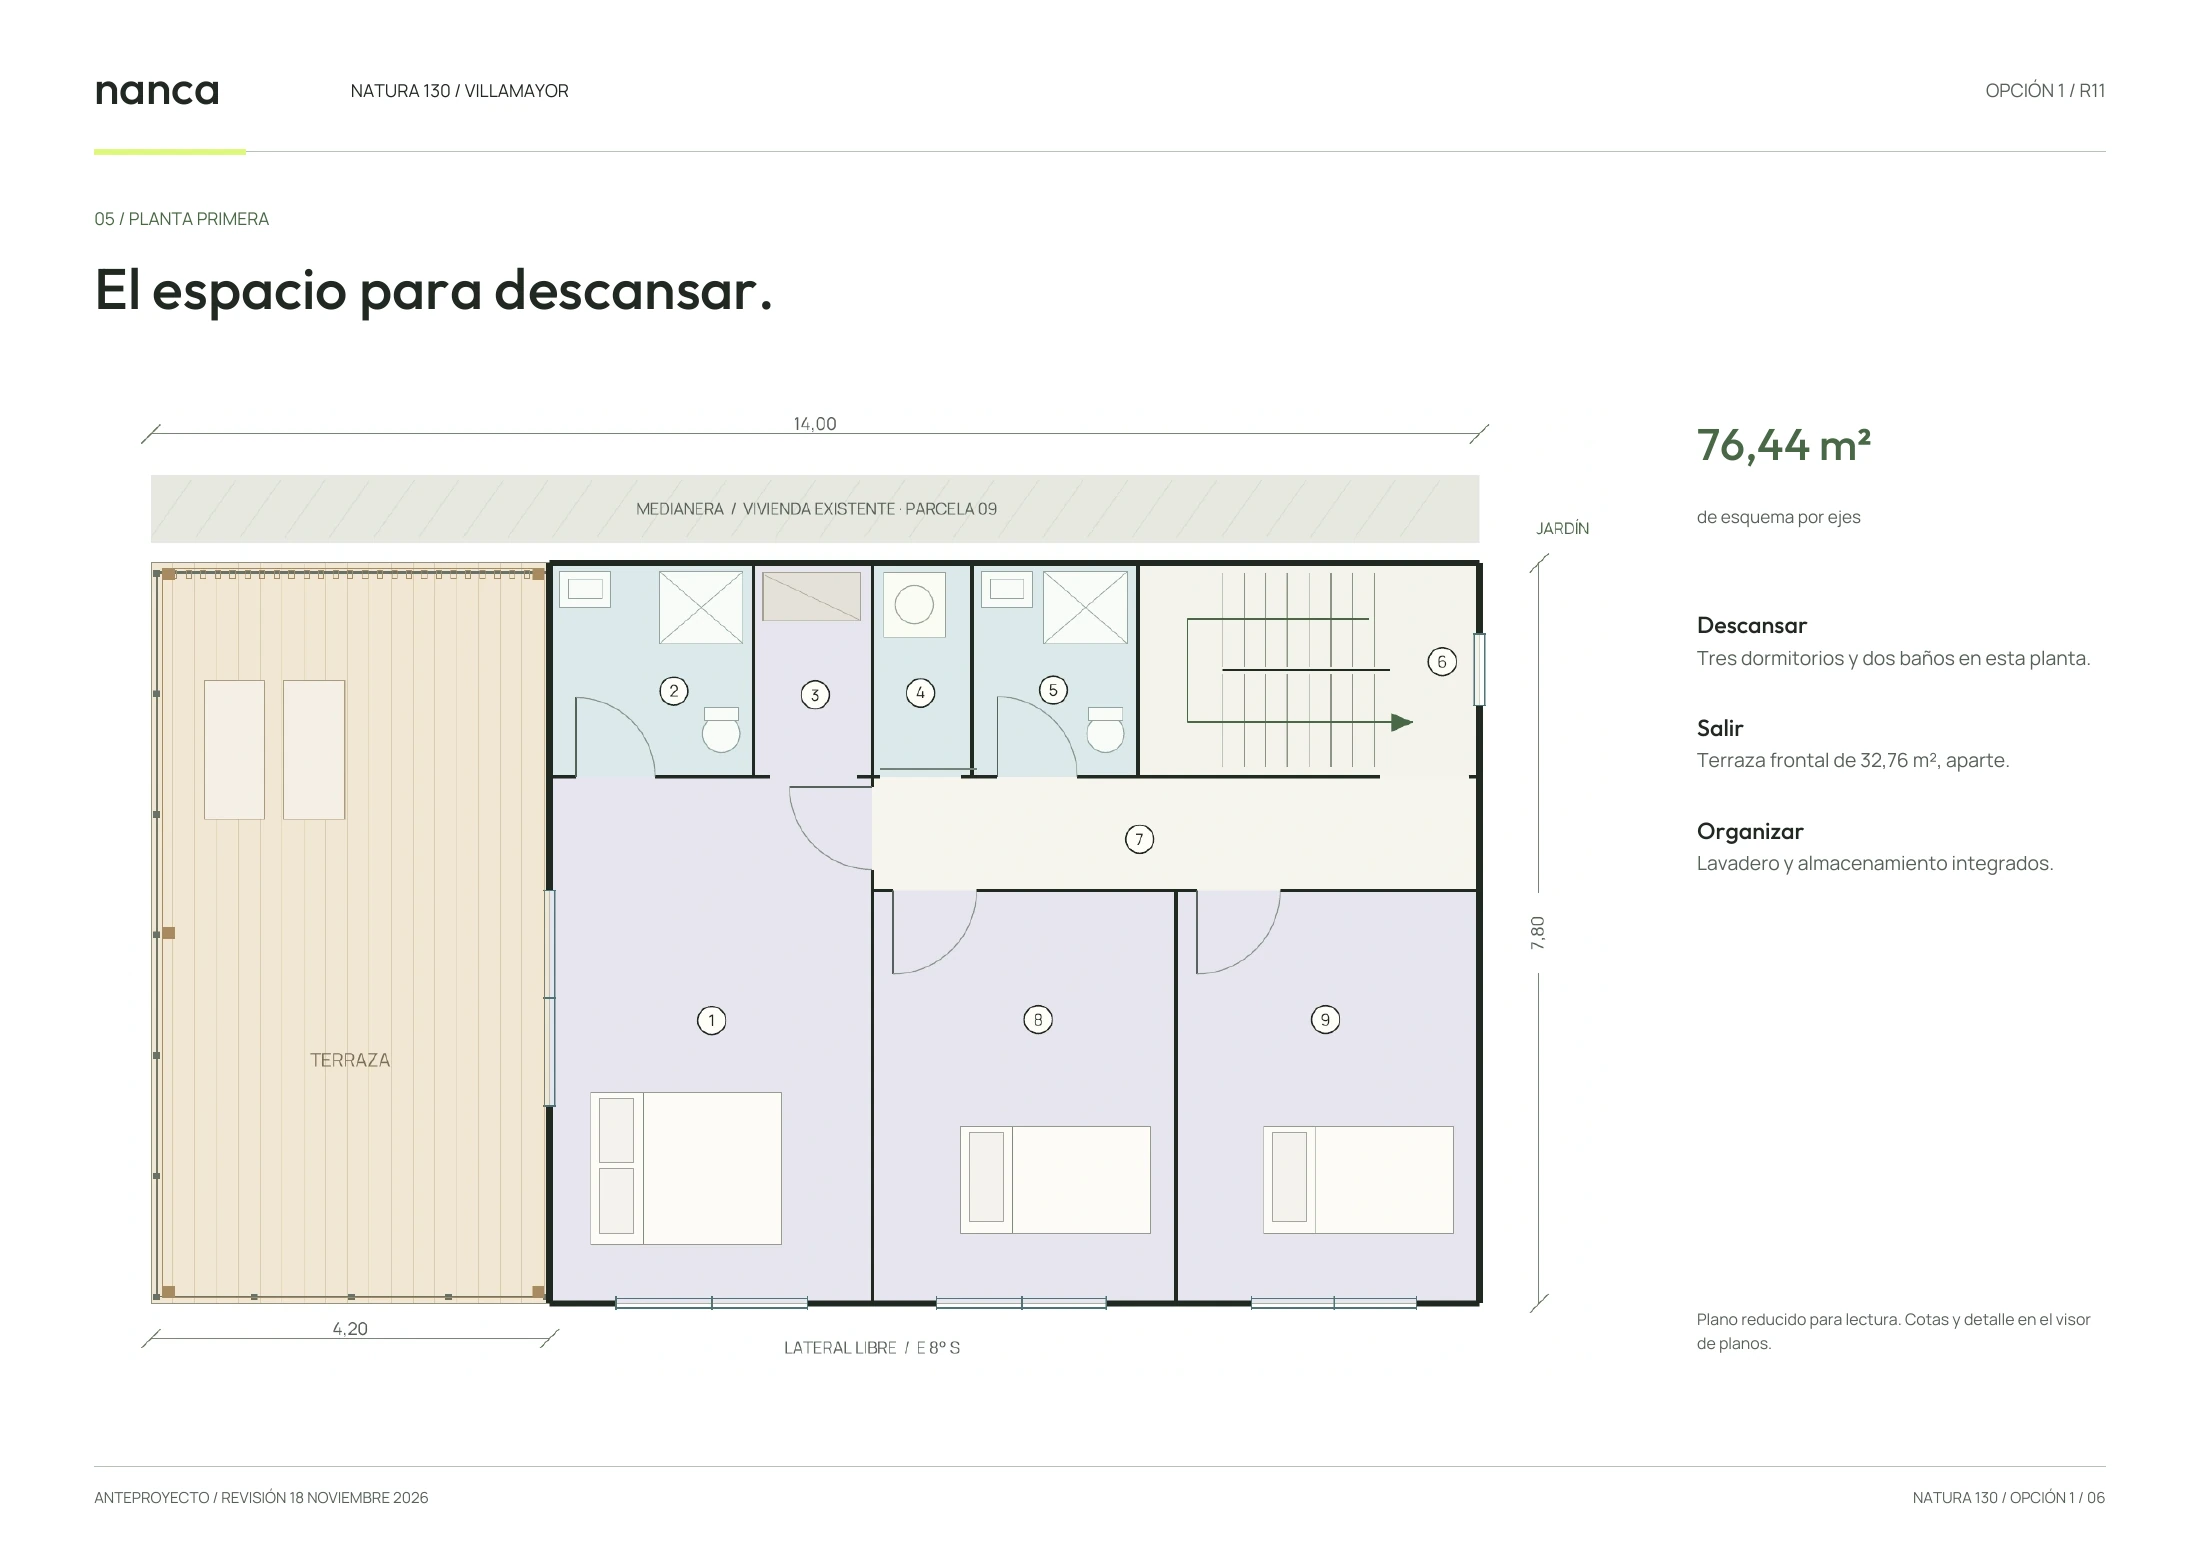 nanca
NATURA 130 / VILLAMAYOR
OPCIÓN 1 / R11
05 / PLANTA PRIMERA
El espacio para descansar.
14,00
MEDIANERA / VIVIENDA EXISTENTE · PARCELA 09
JARDÍN
2
3
4
5
6
7
7,80
1
8
9
TERRAZA
4,20
LATERAL LIBRE / E 8º S
76,44 m²
de esquema por ejes
Descansar
Tres dormitorios y dos baños en esta planta.
Salir
Terraza frontal de 32,76 m², aparte.
Organizar
Lavadero y almacenamiento integrados.
Plano reducido para lectura. Cotas y detalle en el visor
de planos.
ANTEPROYECTO / REVISIÓN 18 NOVIEMBRE 2026
NATURA 130 / OPCIÓN 1 / 06